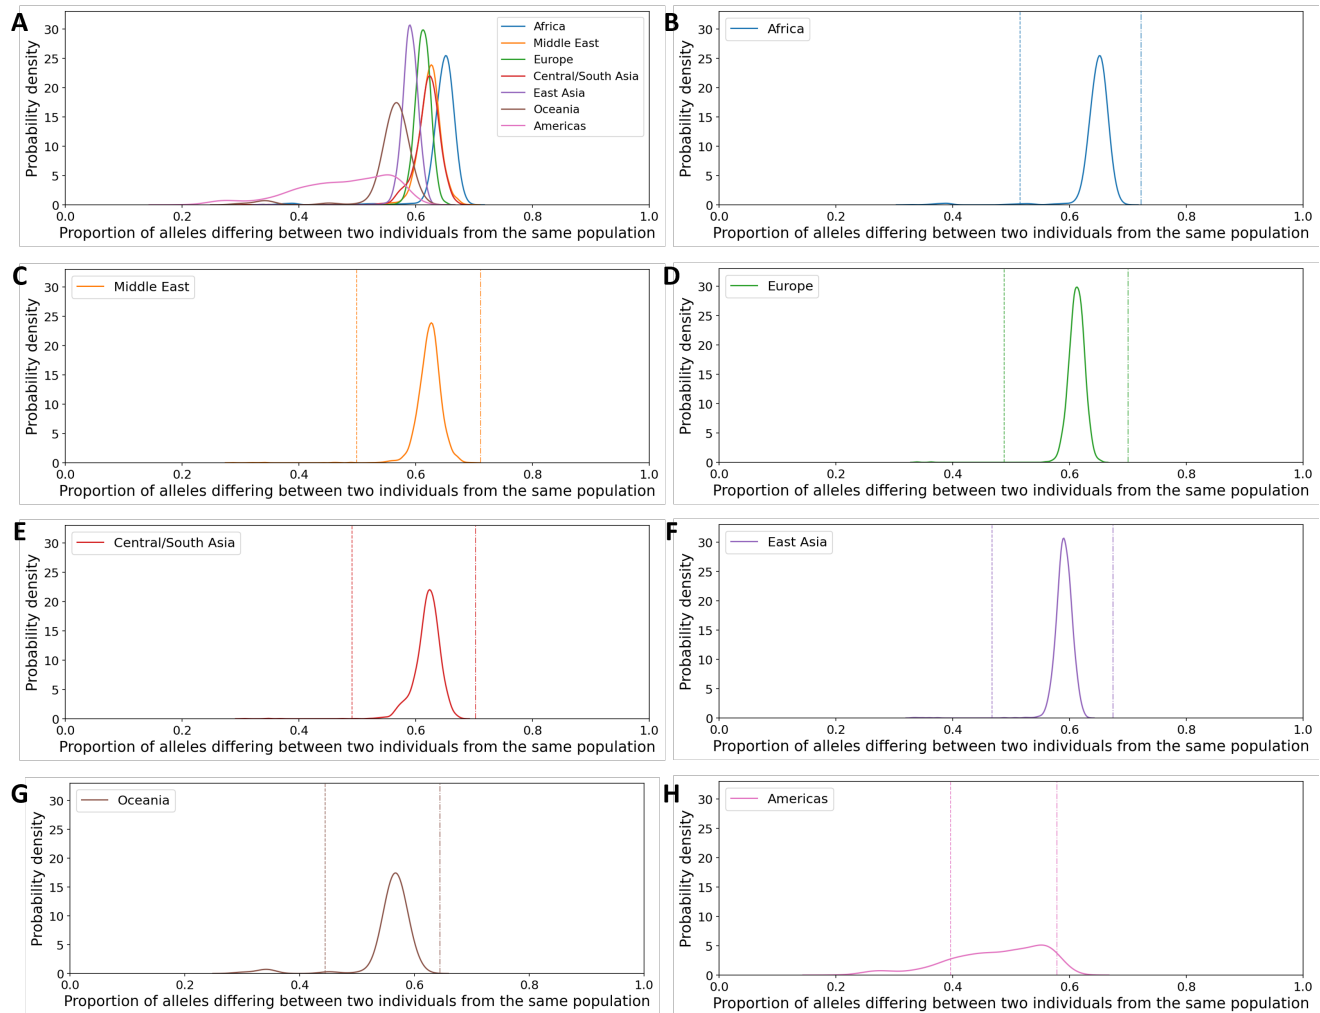 A
30
25
20
15
10
5
0
Probability density
0.0 0.2 0.4 0.6 0.8 1.0
Proportion of alleles differing between two individuals from the same population
Africa
Middle East
Europe
Central/South Asia
East Asia
Oceania
Americas
B
30
25
20
15
10
5
0
Probability density
0.0 0.2 0.4 0.6 0.8 1.0
Proportion of alleles differing between two individuals from the same population
Africa
C
30
25
20
15
10
5
0
Probability density
0.0 0.2 0.4 0.6 0.8 1.0
Proportion of alleles differing between two individuals from the same population
Middle East
D
30
25
20
15
10
5
0
Probability density
0.0 0.2 0.4 0.6 0.8 1.0
Proportion of alleles differing between two individuals from the same population
Europe
E
30
25
20
15
10
5
0
Probability density
0.0 0.2 0.4 0.6 0.8 1.0
Proportion of alleles differing between two individuals from the same population
Central/South Asia
F
30
25
20
15
10
5
0
Probability density
0.0 0.2 0.4 0.6 0.8 1.0
Proportion of alleles differing between two individuals from the same population
East Asia
G
30
25
20
15
10
5
0
Probability density
0.0 0.2 0.4 0.6 0.8 1.0
Proportion of alleles differing between two individuals from the same population
Oceania
H
30
25
20
15
10
5
0
Probability density
0.0 0.2 0.4 0.6 0.8 1.0
Proportion of alleles differing between two individuals from the same population
Americas